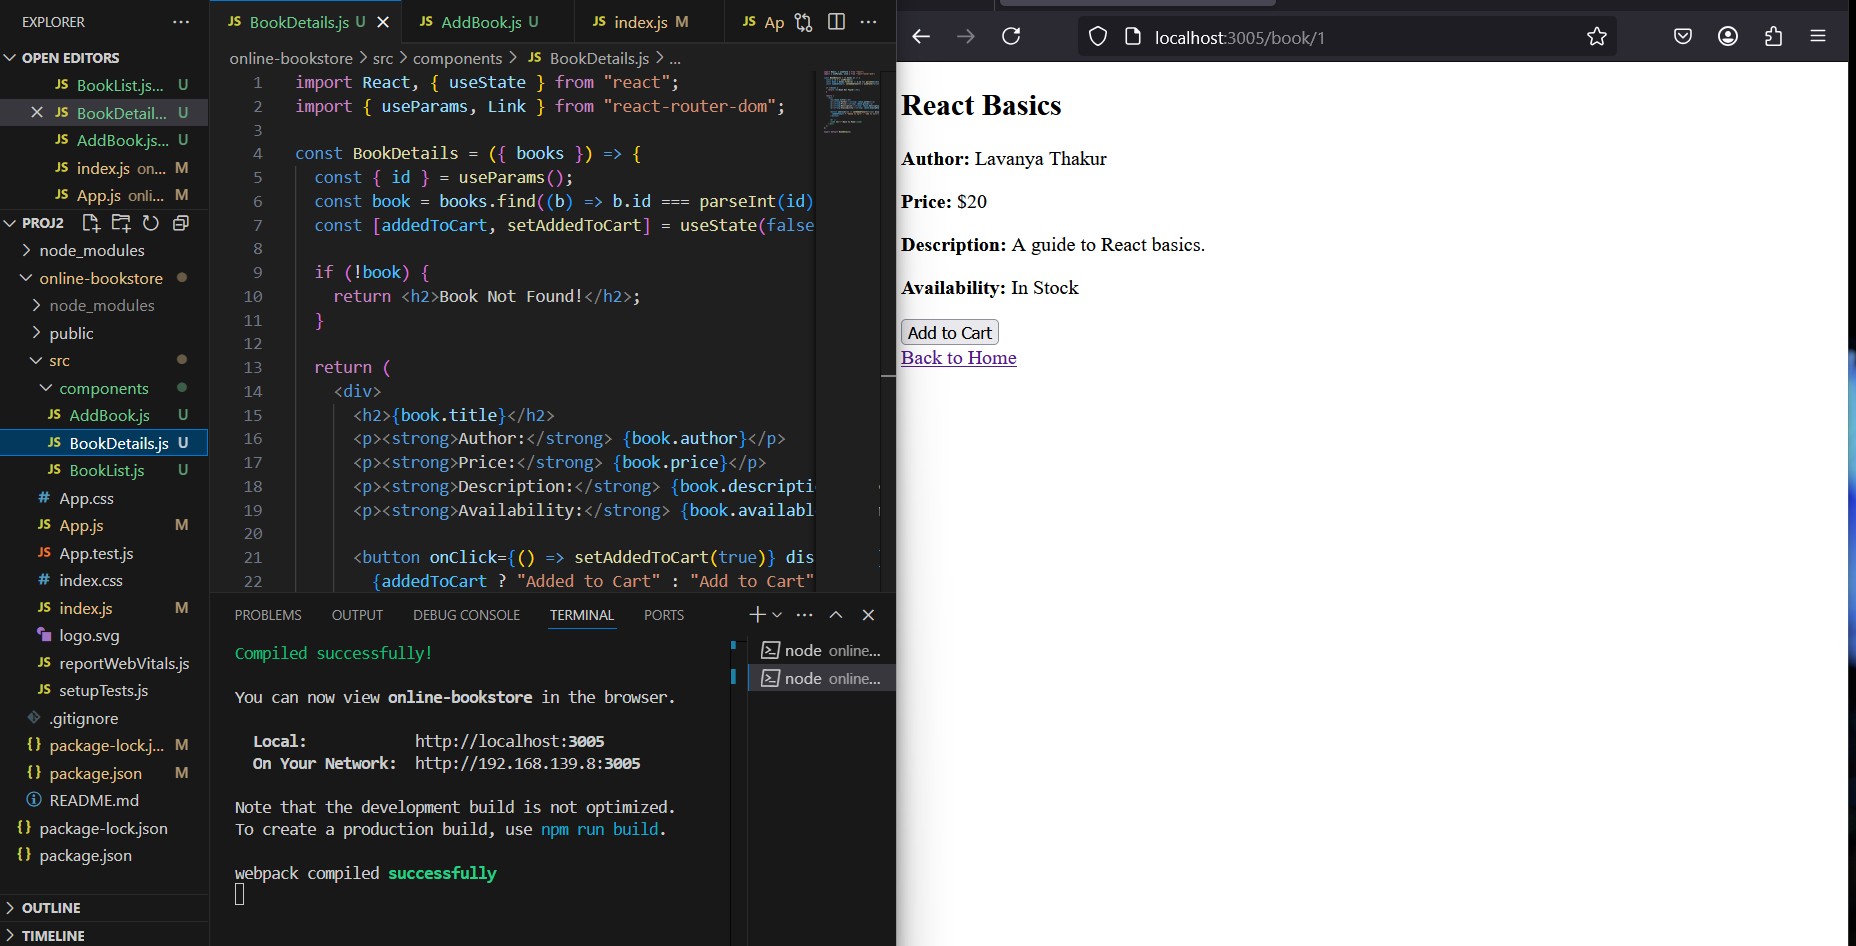 EXPLORER
OPEN EDITORS
JS BookList.js... U
JS BookDetail... U
JS AddBook.js... U
JS index.js on... M
JS App.js onli... M
PROJ2
node_modules
online-bookstore
node_modules
public
src
components
JS AddBook.js U
JS BookDetails.js U
JS BookList.js U
# App.css
JS App.js M
JS App.test.js
# index.css
JS index.js M
logo.svg
JS reportWebVitals.js
JS setupTests.js
.gitignore
{} package-lock.j... M
{} package.json M
README.md
{} package-lock.json
{} package.json
OUTLINE
TIMELINE
JS BookDetails.js U JS AddBook.js U JS index.js M JS Ap
online-bookstore > src > components > JS BookDetails.js > ...
1 import React, { useState } from "react";
2 import { useParams, Link } from "react-router-dom";
3
4 const BookDetails = ({ books }) => {
5 const { id } = useParams();
6 const book = books.find((b) => b.id === parseInt(id)
7 const [addedToCart, setAddedToCart] = useState(false
8
9 if (!book) {
10 return <h2>Book Not Found!</h2>;
11 }
12
13 return (
14 <div>
15 <h2>{book.title}</h2>
16 <p><strong>Author:</strong> {book.author}</p>
17 <p><strong>Price:</strong> {book.price}</p>
18 <p><strong>Description:</strong> {book.descripti
19 <p><strong>Availability:</strong> {book.availabl
20
21 <button onClick={() => setAddedToCart(true)} dis
22 {addedToCart ? "Added to Cart" : "Add to Cart"
PROBLEMS OUTPUT DEBUG CONSOLE TERMINAL PORTS
Compiled successfully!
You can now view online-bookstore in the browser.
Local: http://localhost:3005
On Your Network: http://192.168.139.8:3005
Note that the development build is not optimized.
To create a production build, use npm run build.
webpack compiled successfully
node online...
node online...
localhost:3005/book/1
React Basics
Author: Lavanya Thakur
Price: $20
Description: A guide to React basics.
Availability: In Stock
Add to Cart
Back to Home